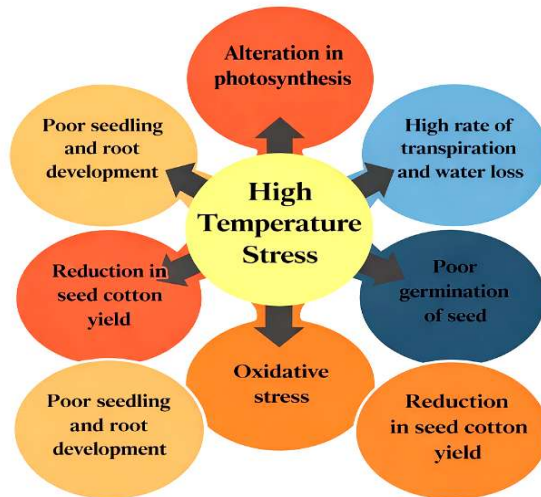 Alteration in
photosynthesis
Poor seedling
and root
development
High rate of
transpiration
and water loss
High
Temperature
Stress
Reduction in
seed cotton
yield
Poor
germination
of seed
Oxidative
stress
Poor seedling
and root
development
Reduction
in seed cotton
yield